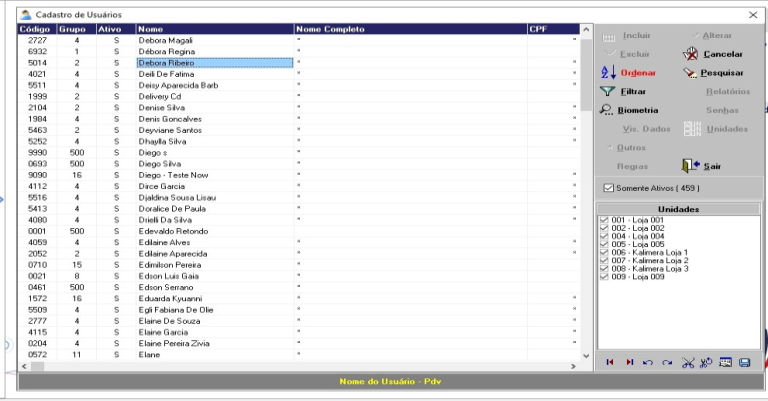 Cadastro de Usuários
Código Grupo Ativo Nome Nome Completo CPF
2727 4 S Debora Magali " "
6932 1 S Débora Regina " "
5014 2 S Debora Ribeiro " "
4021 4 S Deili De Fatima " "
5511 4 S Deisy Aparecida Barb " "
1999 2 S Delivery Cd " "
2104 2 S Denise Silva " "
1984 4 S Denis Goncalves " "
5463 2 S Deyviane Santos " "
5252 4 S Dhaylla Silva " "
9990 500 S Diego s "
0693 500 S Diego Silva "
9090 16 S Diego - Teste Now " "
4112 4 S Dirce Garcia " "
5516 4 S Djaldina Sousa Lisau " "
5413 4 S Doralice De Paula " "
4080 4 S Drielli Da Silva " "
0001 500 S Edevaldo Retondo
4059 4 S Edilaine Alves " "
2052 2 S Edilaine Aparecida " "
0710 15 S Edimilson Pereira "
0021 8 S Edson Luis Gaia "
0461 500 S Edson Serrano "
1572 16 S Eduarda Kyuanni " "
5509 4 S Egli Fabiana De Olie " "
2777 4 S Elaine De Souza " "
4115 4 S Elaine Garcia " "
0204 4 S Elaine Pereira Zivia " "
0572 11 S Elane " "
Incluir Alterar
Excluir Cancelar
Ordenar Pesquisar
Filtrar Relatórios
Biometria Senhas
Vis. Dados Unidades
Outros
Regras Sair
Somente Ativos ( 459 )
Unidades
001 - Loja 001
002 - Loja 002
004 - Loja 004
005 - Loja 005
006 - Kalimera Loja 1
007 - Kalimera Loja 2
008 - Kalimera Loja 3
009 - Loja 009
Nome do Usuário - Pdv